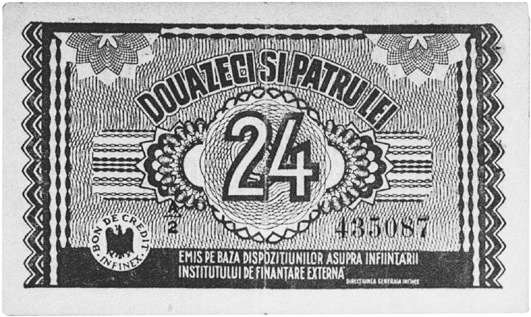 DOUAZECI SI PATRU LEI
24
2
435087
BON DE CREDIT
INFINEX
EMIS PE BAZA DISPOZITIUNILOR ASUPRA INFIINTARII
INSTITUTULUI DE FINANTARE EXTERNA
DIRECTIUNEA GENERALA INFINEX